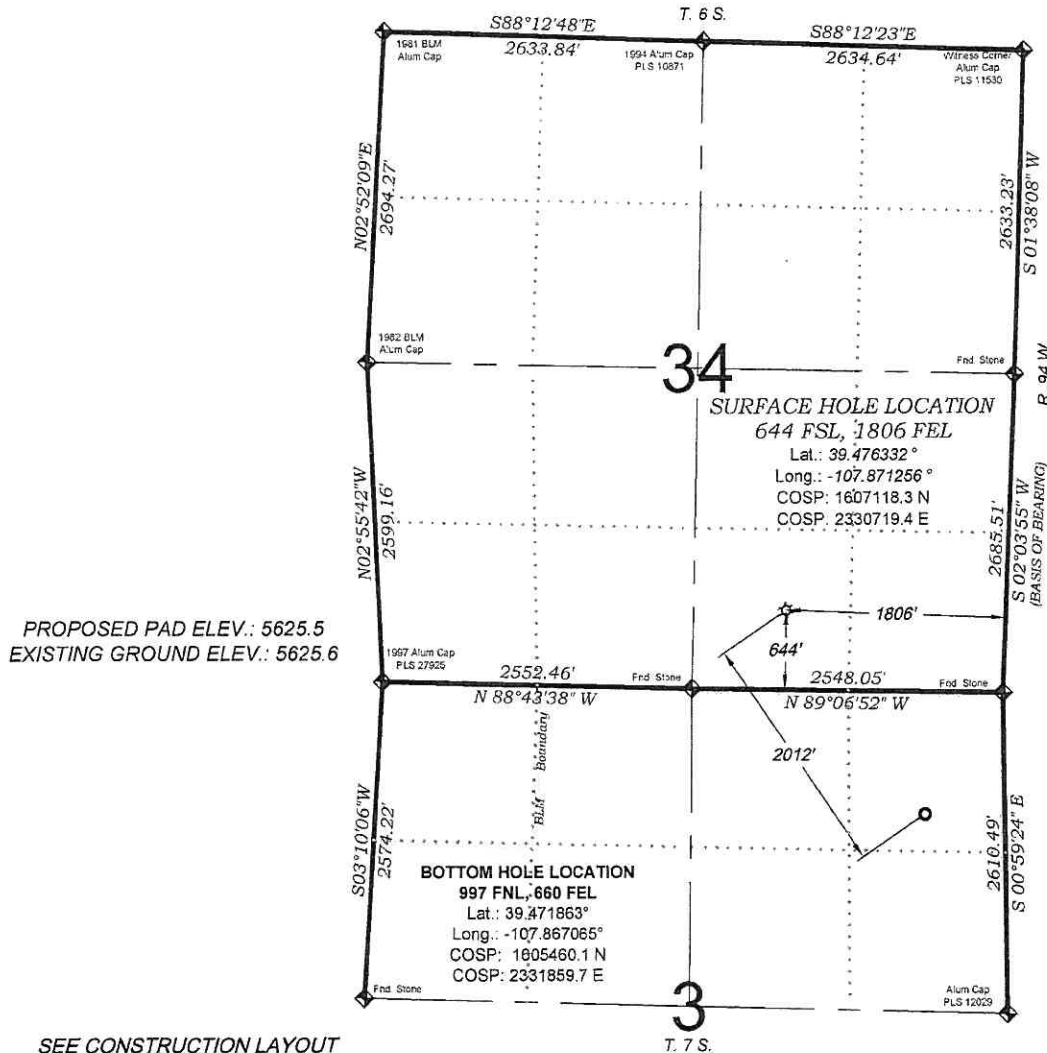 T. 6 S.
S88°12'48"E
2633.84'
S88°12'23"E
2634.64'
1981 BLM
Alum Cap
1994 Alum Cap
PLS 10871
Witness Corner
Alum Cap
PLS 11530
N02°52'09"E
2694.27'
2633.23'
S 01°38'08" W
1982 BLM
Alum Cap
34
Fnd. Stone
R. 94 W.
SURFACE HOLE LOCATION
644 FSL, 1806 FEL
Lat.: 39.476332°
Long.: -107.871256°
COSP: 1607118.3 N
COSP: 2330719.4 E
N02°55'42"W
2599.16'
2685.51'
S 02°03'55" W
(BASIS OF BEARING)
PROPOSED PAD ELEV.: 5625.5
EXISTING GROUND ELEV.: 5625.6
1806'
644'
1997 Alum Cap
PLS 27925
2552.46'
N 88°43'38" W
Fnd. Stone
2548.05'
N 89°06'52" W
Fnd. Stone
BLM Boundary
2012'
S03°10'06"W
2574.22'
2610.49'
S 00°59'24" E
BOTTOM HOLE LOCATION
997 FNL, 660 FEL
Lat.: 39.471863°
Long.: -107.867065°
COSP: 1605460.1 N
COSP: 2331859.7 E
Fnd. Stone
3
Alum Cap
PLS 12029
SEE CONSTRUCTION LAYOUT
T. 7 S.